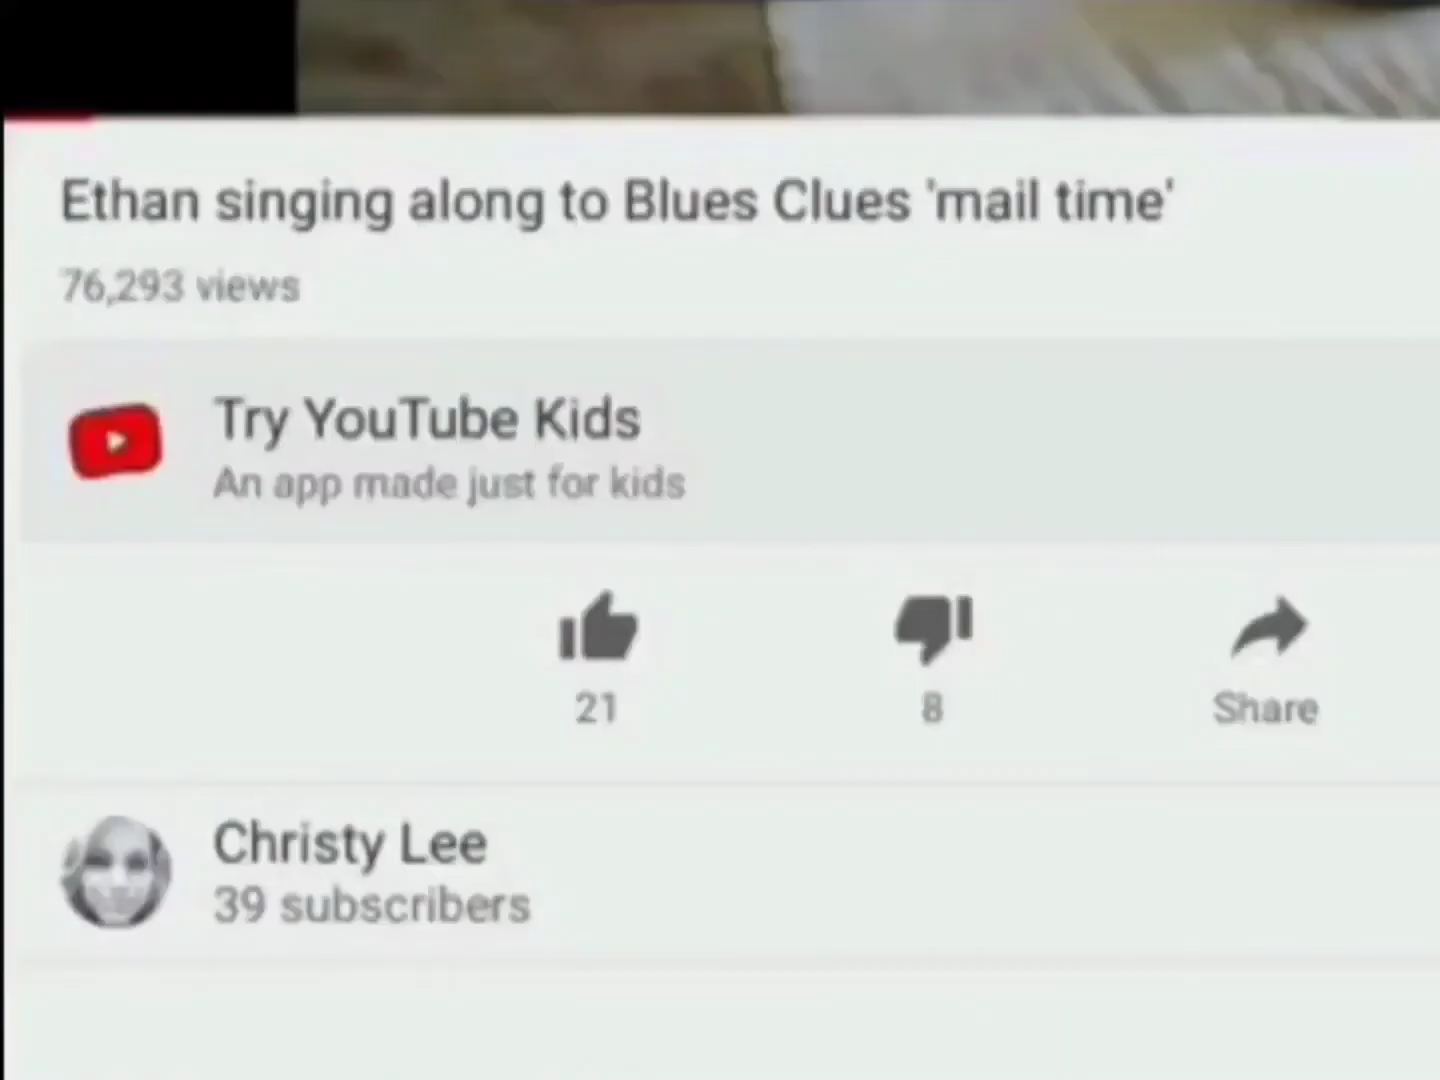 Ethan singing along to Blues Clues 'mail time'
76,293 views
Try YouTube Kids
An app made just for kids
21
8
Share
Christy Lee
39 subscribers